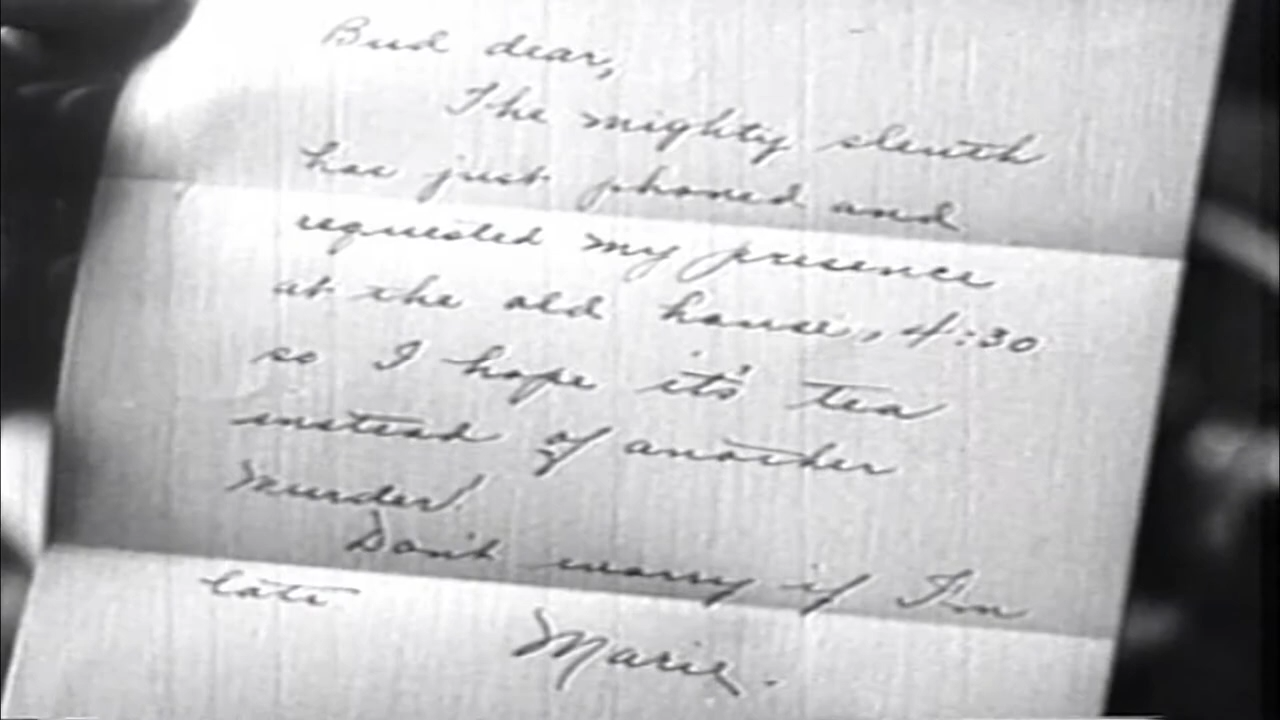 Bud dear,
The mighty sleuth
has just phoned and
requested my presence
at the old house, 4:30
so I hope it's tea
instead of another
murder!
Don't worry if I'm
late
Marie.